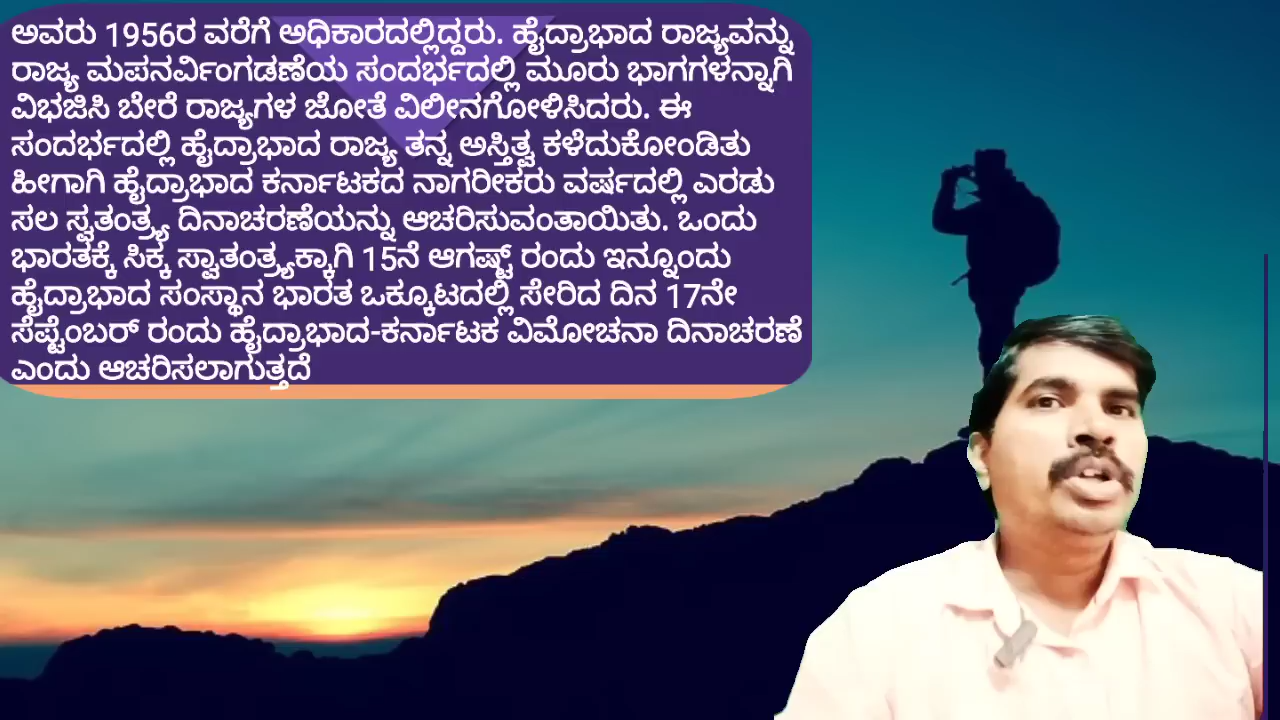 ಅವರು 1956ರ ವರೆಗೆ ಅಧಿಕಾರದಲ್ಲಿದ್ದರು. ಹೈದ್ರಾಭಾದ ರಾಜ್ಯವನ್ನು
ರಾಜ್ಯ ಮಪನರ್ವಿಂಗಡಣೆಯ ಸಂದರ್ಭದಲ್ಲಿ ಮೂರು ಭಾಗಗಳನ್ನಾಗಿ
ವಿಭಜಿಸಿ ಬೇರೆ ರಾಜ್ಯಗಳ ಜೋತೆ ವಿಲೀನಗೋಳಿಸಿದರು. ಈ
ಸಂದರ್ಭದಲ್ಲಿ ಹೈದ್ರಾಭಾದ ರಾಜ್ಯ ತನ್ನ ಅಸ್ತಿತ್ವ ಕಳೆದುಕೋಂಡಿತು
ಹೀಗಾಗಿ ಹೈದ್ರಾಭಾದ ಕರ್ನಾಟಕದ ನಾಗರೀಕರು ವರ್ಷದಲ್ಲಿ ಎರಡು
ಸಲ ಸ್ವತಂತ್ರ್ಯ ದಿನಾಚರಣೆಯನ್ನು ಆಚರಿಸುವಂತಾಯಿತು. ಒಂದು
ಭಾರತಕ್ಕೆ ಸಿಕ್ಕ ಸ್ವಾತಂತ್ರ್ಯಕ್ಕಾಗಿ 15ನೆ ಆಗಷ್ಟ್ ರಂದು ಇನ್ನೂಂದು
ಹೈದ್ರಾಭಾದ ಸಂಸ್ಥಾನ ಭಾರತ ಒಕ್ಕೂಟದಲ್ಲಿ ಸೇರಿದ ದಿನ 17ನೇ
ಸೆಪ್ಟೆಂಬರ್ ರಂದು ಹೈದ್ರಾಭಾದ-ಕರ್ನಾಟಕ ವಿಮೋಚನಾ ದಿನಾಚರಣೆ
ಎಂದು ಆಚರಿಸಲಾಗುತ್ತದೆ